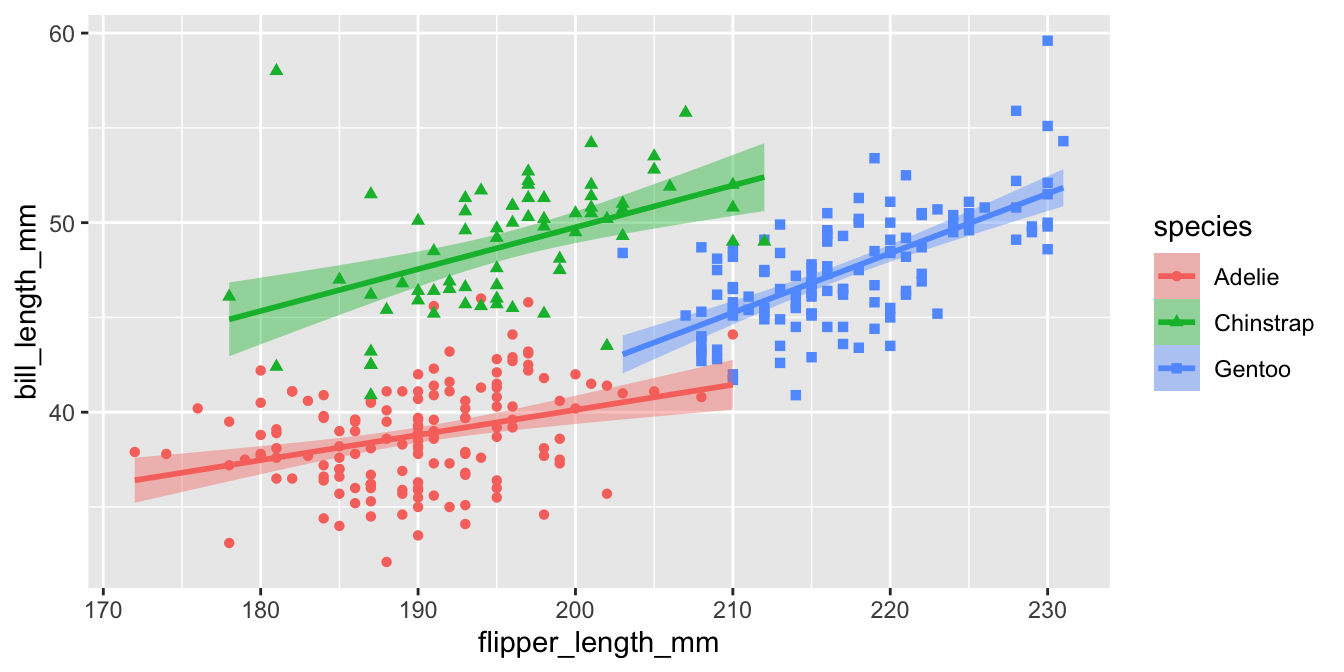 60
50
40
bill_length_mm
170 180 190 200 210 220 230
flipper_length_mm
species
Adelie
Chinstrap
Gentoo